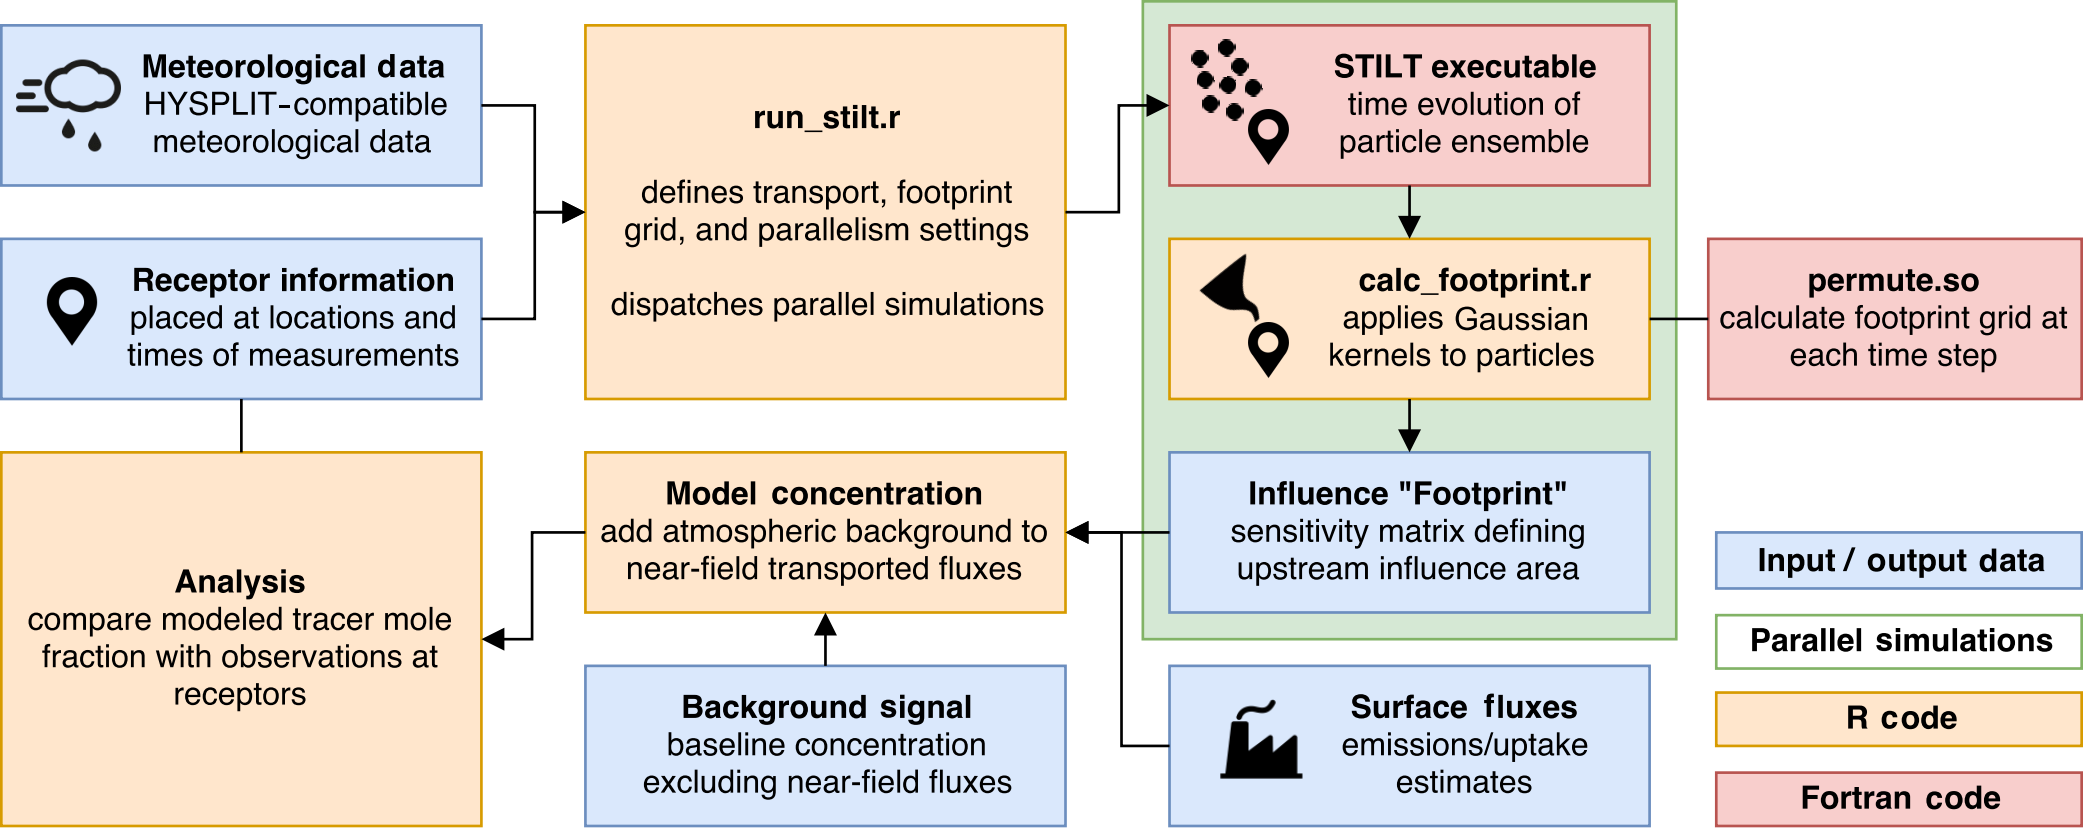 Meteorological data
HYSPLIT-compatible
meteorological data
Receptor information
placed at locations and
times of measurements
run_stilt.r
defines transport, footprint
grid, and parallelism settings
dispatches parallel simulations
STILT executable
time evolution of
particle ensemble
calc_footprint.r
applies Gaussian
kernels to particles
permute.so
calculate footprint grid at
each time step
Influence "Footprint"
sensitivity matrix defining
upstream influence area
Model concentration
add atmospheric background to
near-field transported fluxes
Analysis
compare modeled tracer mole
fraction with observations at
receptors
Background signal
baseline concentration
excluding near-field fluxes
Surface fluxes
emissions/uptake
estimates
Input / output data
Parallel simulations
R code
Fortran code